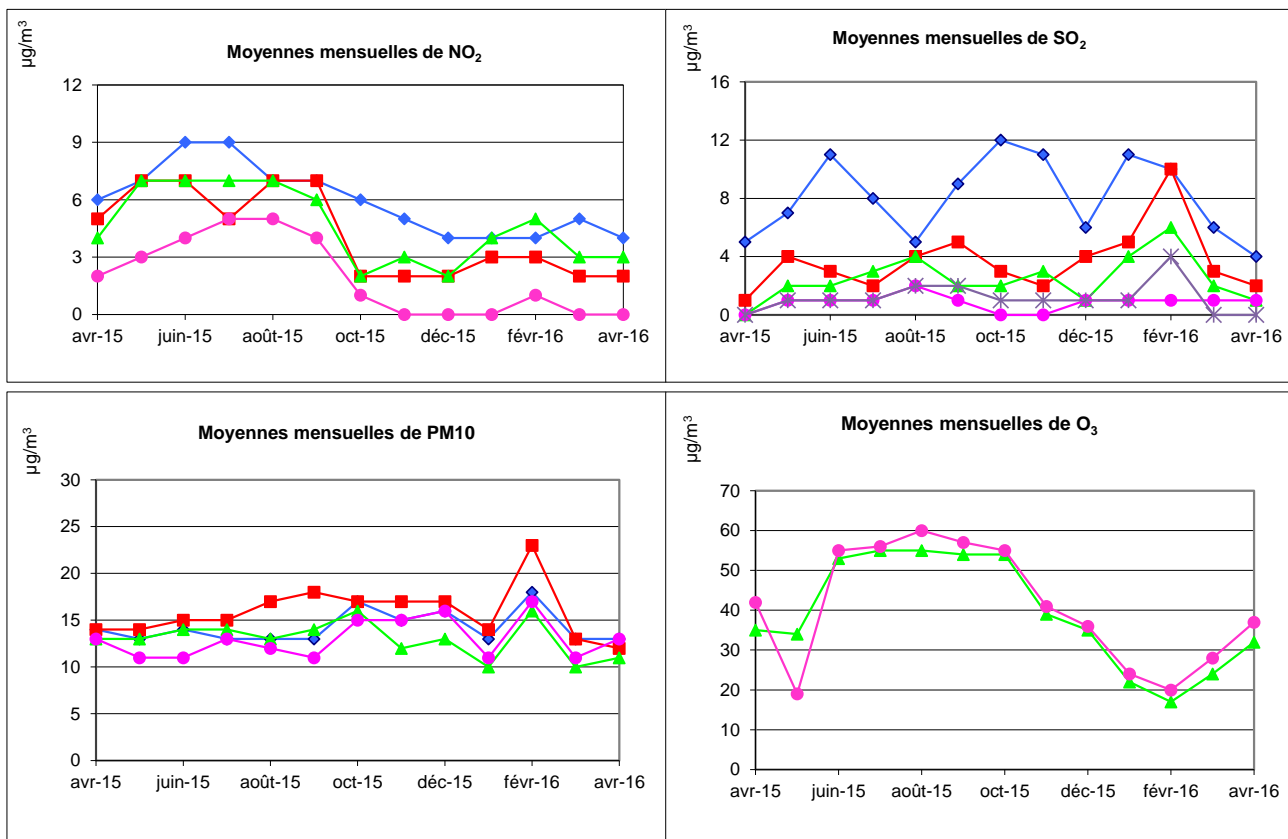 µg/m³
Moyennes mensuelles de NO₂
12
9
6
3
0
avr-15 juin-15 août-15 oct-15 déc-15 févr-16 avr-16
µg/m³
Moyennes mensuelles de SO₂
16
12
8
4
0
avr-15 juin-15 août-15 oct-15 déc-15 févr-16 avr-16
µg/m³
Moyennes mensuelles de PM10
30
25
20
15
10
5
0
avr-15 juin-15 août-15 oct-15 déc-15 févr-16 avr-16
µg/m³
Moyennes mensuelles de O₃
70
60
50
40
30
20
10
0
avr-15 juin-15 août-15 oct-15 déc-15 févr-16 avr-16